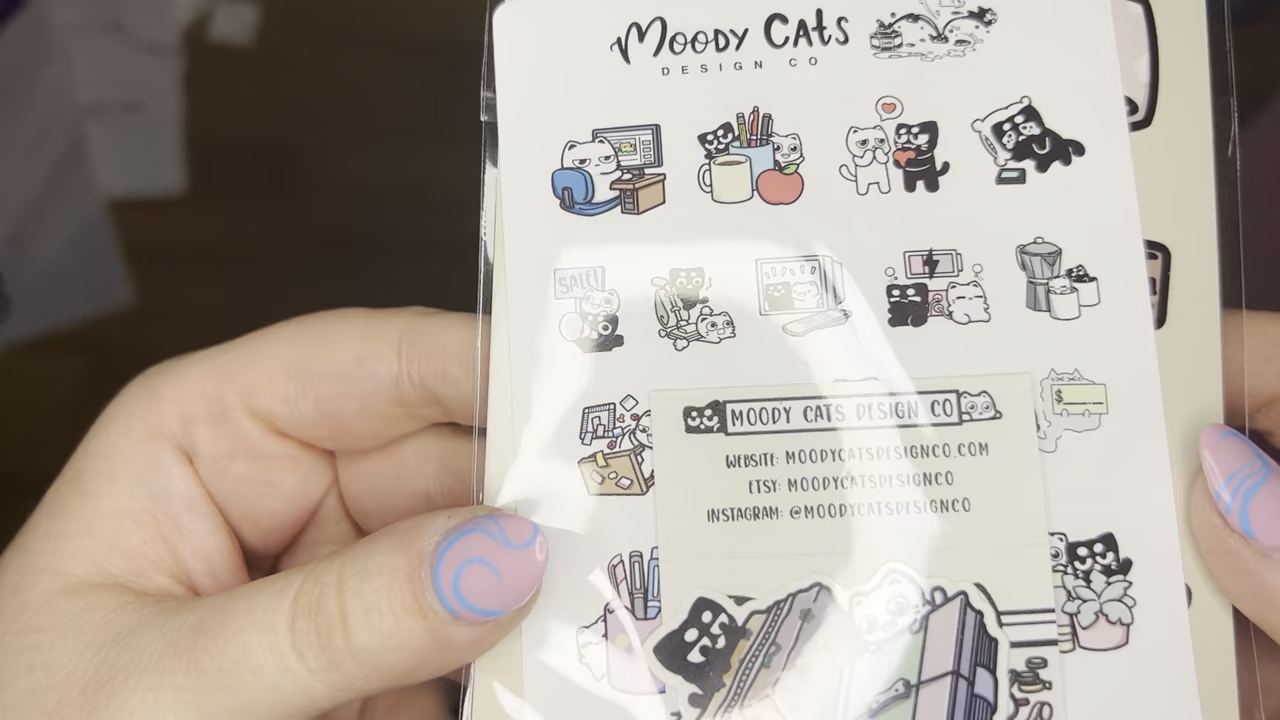 MOODY CATS
DESIGN CO
SALE!
$
MOODY CATS DESIGN CO
WEBSITE: MOODYCATSDESIGNCO.COM
ETSY: MOODYCATSDESIGNCO
INSTAGRAM: @MOODYCATSDESIGNCO